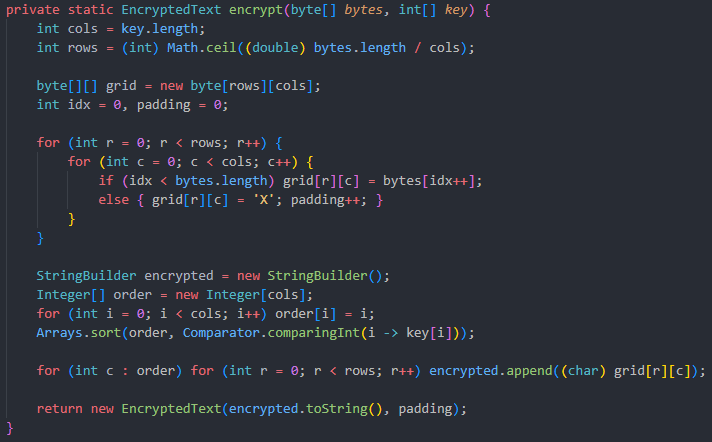 private static EncryptedText encrypt(byte[] bytes, int[] key) {
    int cols = key.length;
    int rows = (int) Math.ceil((double) bytes.length / cols);

    byte[][] grid = new byte[rows][cols];
    int idx = 0, padding = 0;

    for (int r = 0; r < rows; r++) {
        for (int c = 0; c < cols; c++) {
            if (idx < bytes.length) grid[r][c] = bytes[idx++];
            else { grid[r][c] = 'X'; padding++; }
        }
    }

    StringBuilder encrypted = new StringBuilder();
    Integer[] order = new Integer[cols];
    for (int i = 0; i < cols; i++) order[i] = i;
    Arrays.sort(order, Comparator.comparingInt(i -> key[i]));

    for (int c : order) for (int r = 0; r < rows; r++) encrypted.append((char) grid[r][c]);

    return new EncryptedText(encrypted.toString(), padding);
}